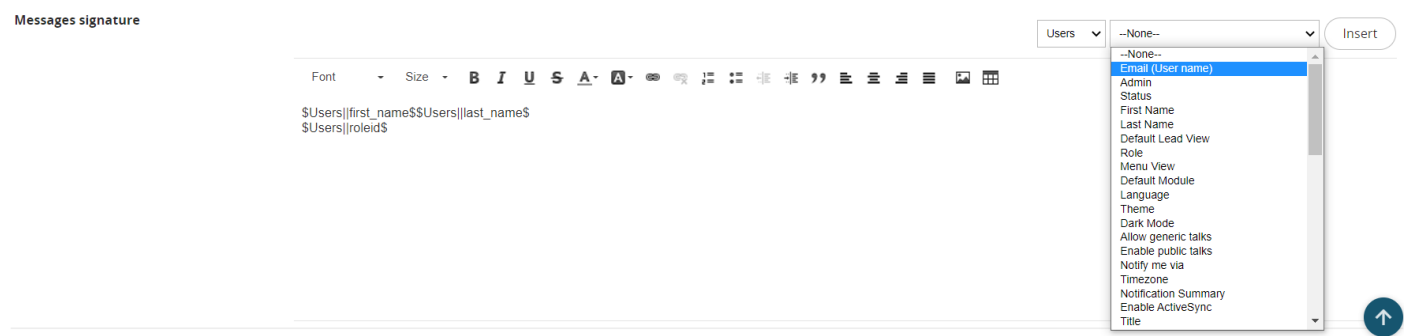 Messages signature
Users --None-- Insert
Font Size B I U S A A
$Users||first_name$$Users||last_name$
$Users||roleid$
--None--
Email (User name)
Admin
Status
First Name
Last Name
Default Lead View
Role
Menu View
Default Module
Language
Theme
Dark Mode
Allow generic talks
Enable public talks
Notify me via
Timezone
Notification Summary
Enable ActiveSync
Title